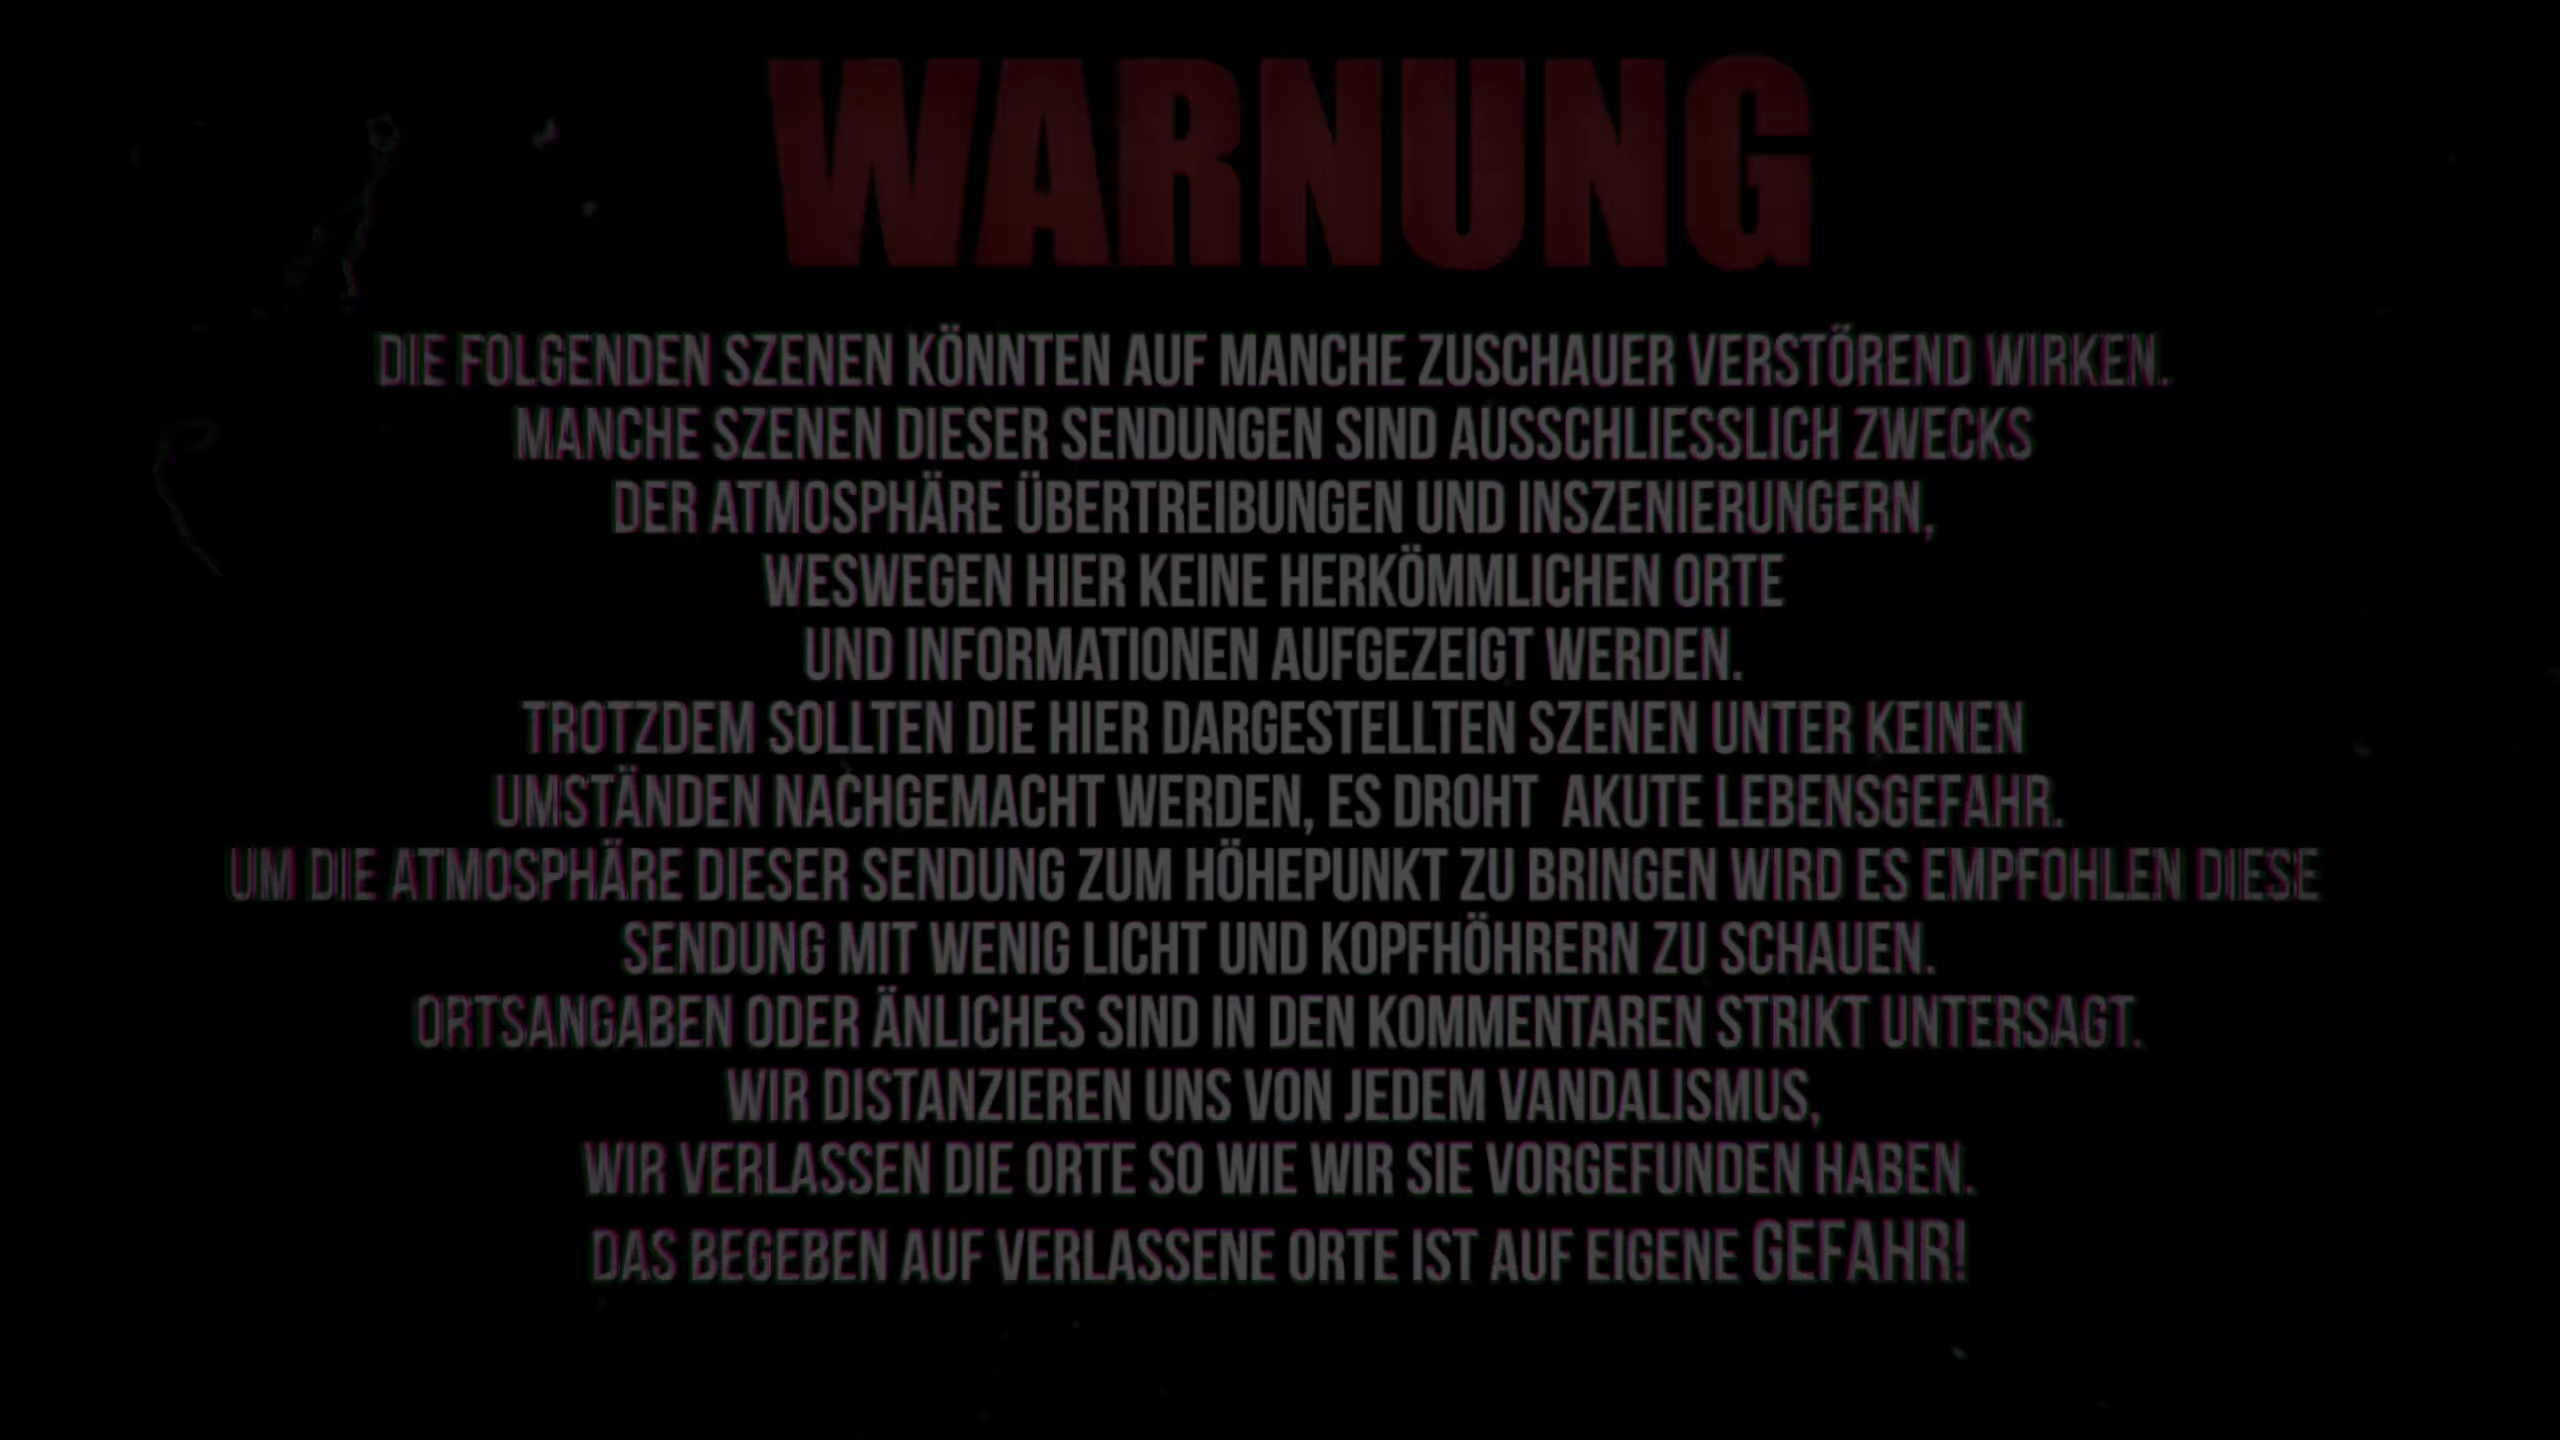 WARNUNG
DIE FOLGENDEN SZENEN KÖNNTEN AUF MANCHE ZUSCHAUER VERSTÖREND WIRKEN.
MANCHE SZENEN DIESER SENDUNGEN SIND AUSSCHLIESSLICH ZWECKS
DER ATMOSPHÄRE ÜBERTREIBUNGEN UND INSZENIERUNGERN,
WESWEGEN HIER KEINE HERKÖMMLICHEN ORTE
UND INFORMATIONEN AUFGEZEIGT WERDEN.
TROTZDEM SOLLTEN DIE HIER DARGESTELLTEN SZENEN UNTER KEINEN
UMSTÄNDEN NACHGEMACHT WERDEN, ES DROHT AKUTE LEBENSGEFAHR.
UM DIE ATMOSPHÄRE DIESER SENDUNG ZUM HÖHEPUNKT ZU BRINGEN WIRD ES EMPFOHLEN DIESE
SENDUNG MIT WENIG LICHT UND KOPFHÖHRERN ZU SCHAUEN.
ORTSANGABEN ODER ÄNLICHES SIND IN DEN KOMMENTAREN STRIKT UNTERSAGT.
WIR DISTANZIEREN UNS VON JEDEM VANDALISMUS,
WIR VERLASSEN DIE ORTE SO WIE WIR SIE VORGEFUNDEN HABEN.
DAS BEGEBEN AUF VERLASSENE ORTE IST AUF EIGENE GEFAHR!